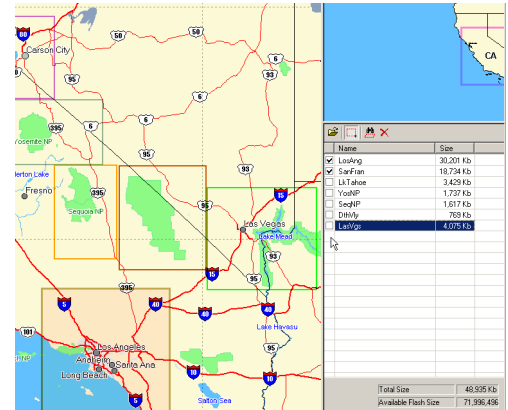 80
50
50
Carson City
6
93
95
6
6
395
6
Yosemite NP
95
93
Fresno
395
15
Sequoia NP
95
Las Vegas
Lake Mead
93
15
95
395
5
40
40
40
101
Lake Havasu
Los Angeles
95
Anaheim
Santa Ana
Long Beach
10
10
5
Salton Sea
CA
Name Size
LosAng 30,201 Kb
SanFran 18,734 Kb
LkTahoe 3,429 Kb
YosNP 1,737 Kb
SeqNP 1,617 Kb
DthVly 769 Kb
LasVgs 4,075 Kb
Total Size 48,935 Kb
Available Flash Size 71,996,496